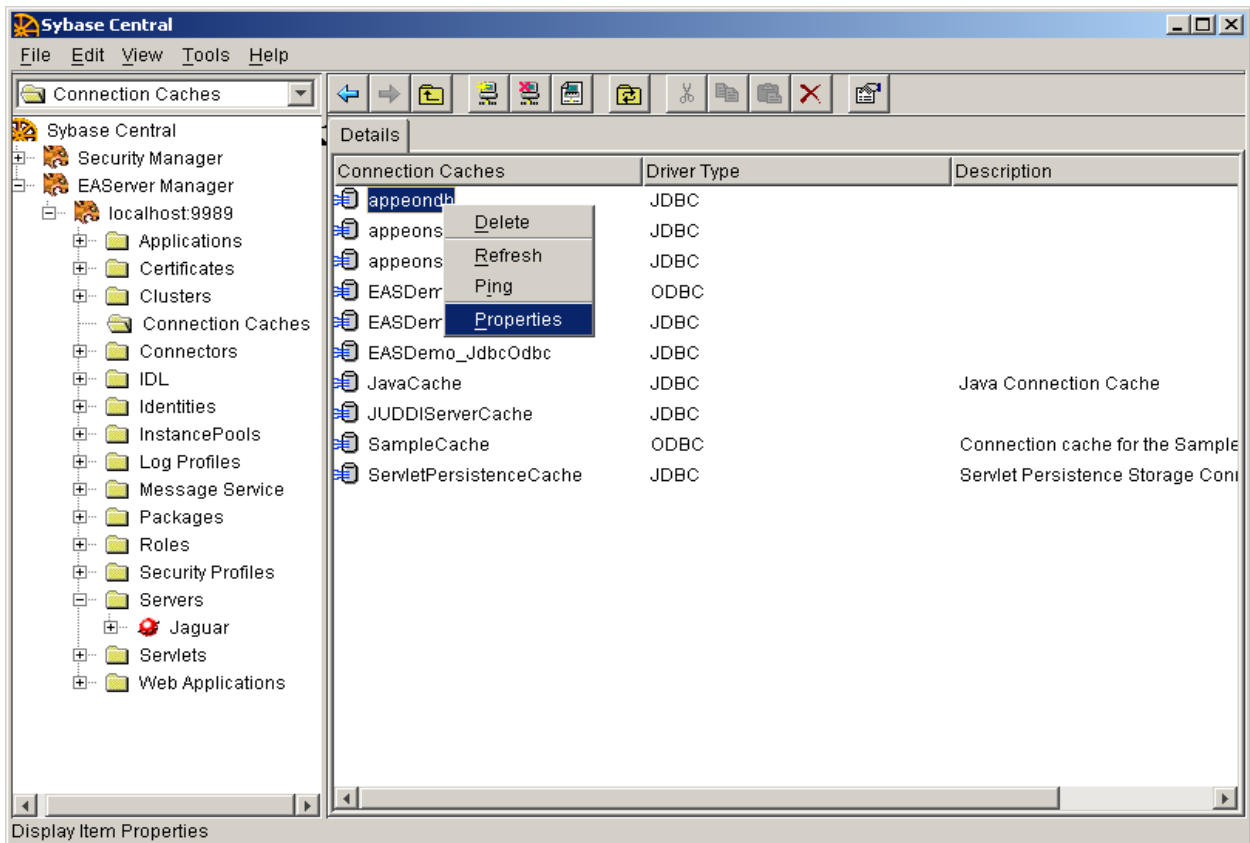 Sybase Central
File Edit View Tools Help
Connection Caches
Sybase Central
Security Manager
EAServer Manager
localhost:9989
Applications
Certificates
Clusters
Connection Caches
Connectors
IDL
Identities
InstancePools
Log Profiles
Message Service
Packages
Roles
Security Profiles
Servers
Jaguar
Servlets
Web Applications
Details
Connection Caches Driver Type Description
appeondb JDBC
appeons JDBC
appeons JDBC
EASDem ODBC
EASDem JDBC
EASDemo_JdbcOdbc JDBC
JavaCache JDBC Java Connection Cache
JUDDIServerCache JDBC
SampleCache ODBC Connection cache for the Sample
ServletPersistenceCache JDBC Servlet Persistence Storage Conn
Delete
Refresh
Ping
Properties
Display Item Properties